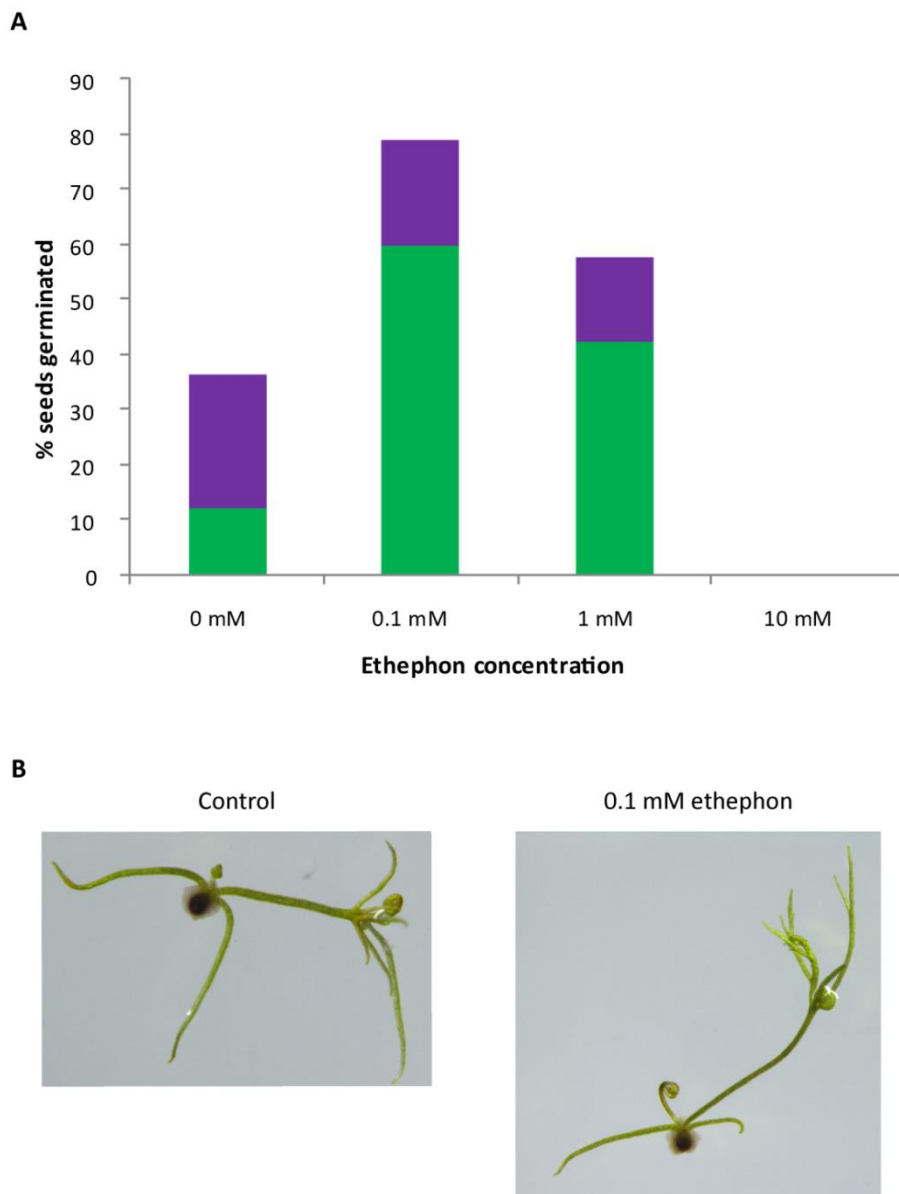 A
90
80
70
60
50
40
30
20
10
0
% seeds germinated
0 mM 0.1 mM 1 mM 10 mM
Ethephon concentration
B
Control 0.1 mM ethephon